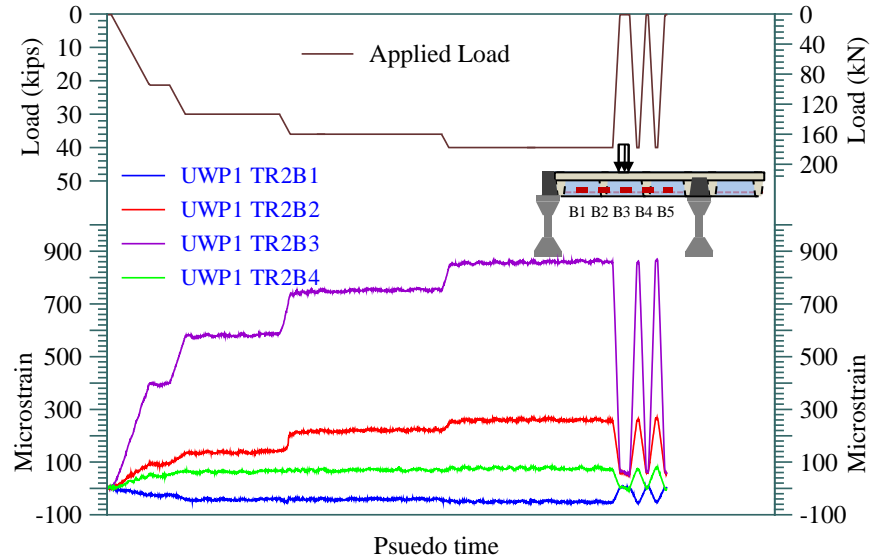 0
10
20
30
40
50
Load (kips)
Applied Load
0
40
80
120
160
200
Load (kN)
UWP1 TR2B1
UWP1 TR2B2
UWP1 TR2B3
UWP1 TR2B4
B1 B2 B3 B4 B5
900
700
500
300
100
-100
Microstrain
900
700
500
300
100
-100
Microstrain
Psuedo time